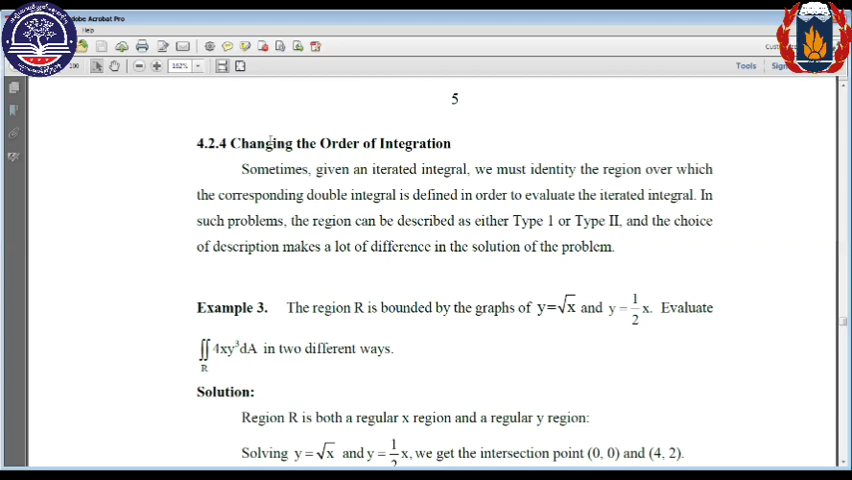 Adobe Acrobat Pro
Help
100
162%
Tools
5
4.2.4 Changing the Order of Integration
Sometimes, given an iterated integral, we must identity the region over which
the corresponding double integral is defined in order to evaluate the iterated integral. In
such problems, the region can be described as either Type 1 or Type II, and the choice
of description makes a lot of difference in the solution of the problem.
Example 3. The region R is bounded by the graphs of y=√x and y = 1/2 x. Evaluate
∬_R 4xy³dA in two different ways.
Solution:
Region R is both a regular x region and a regular y region:
Solving y = √x and y = 1/2 x, we get the intersection point (0, 0) and (4, 2).